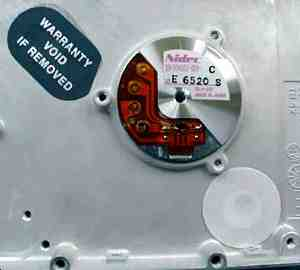 WARRANTY
VOID
IF REMOVED
Nidec
C
E 6520 S